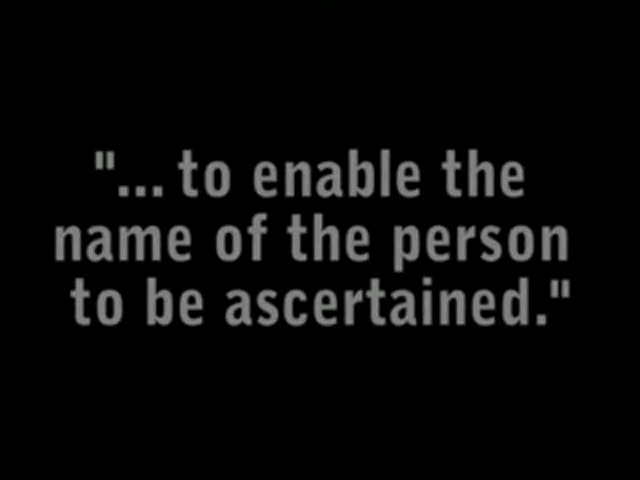 "... to enable the
name of the person
to be ascertained."